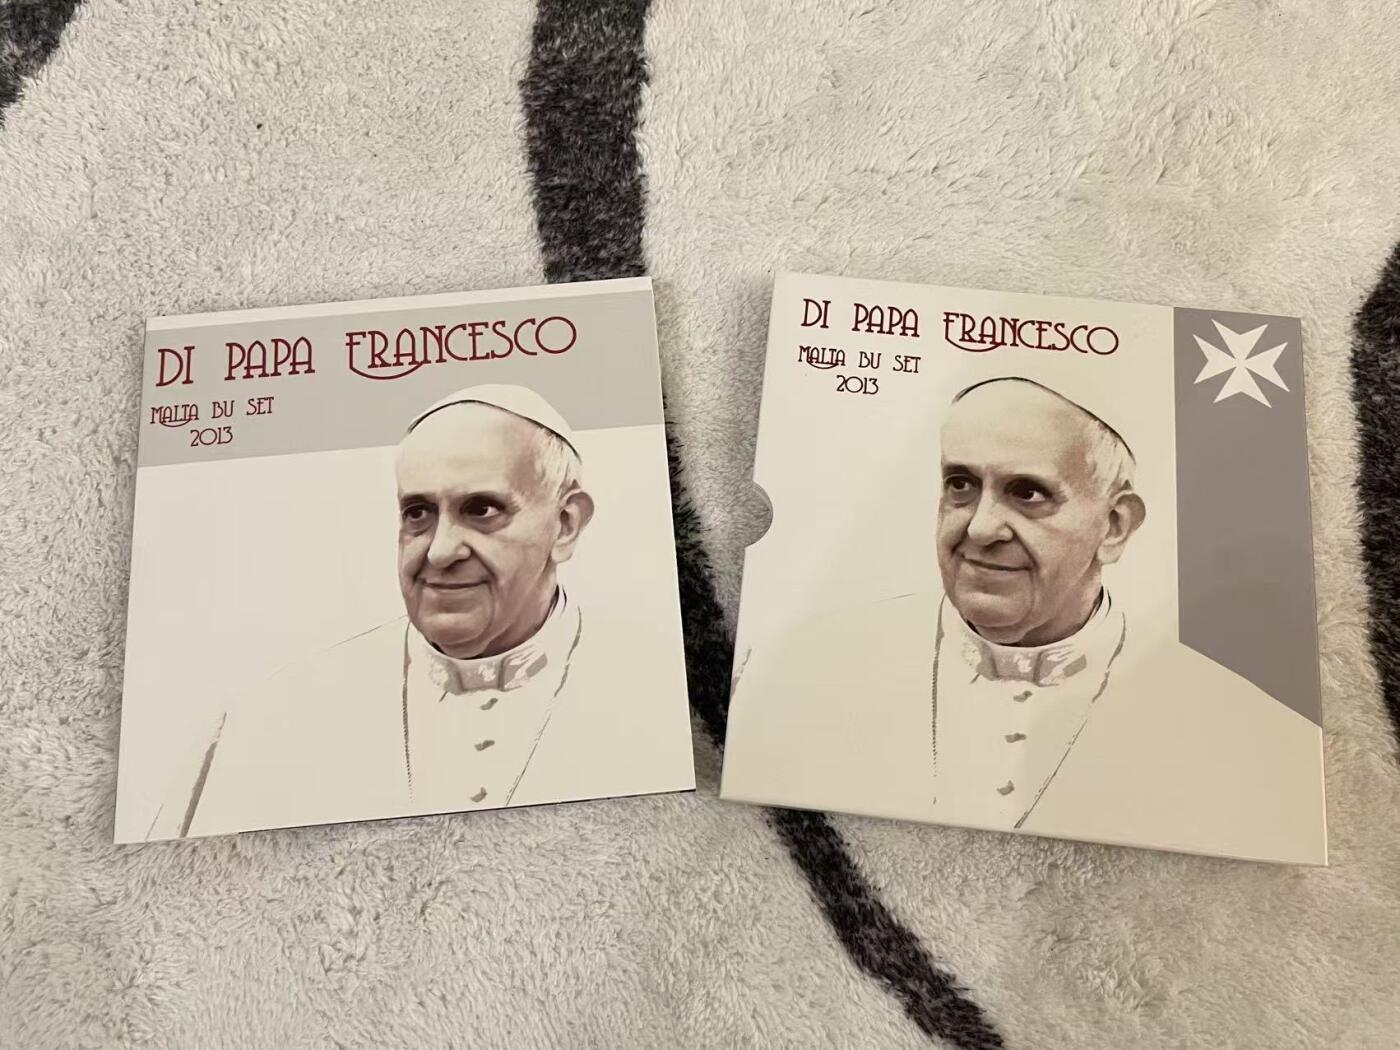 DI PAPA FRANCESCO
MALTA BU SET
2013
DI PAPA FRANCESCO
MALTA BU SET
2013